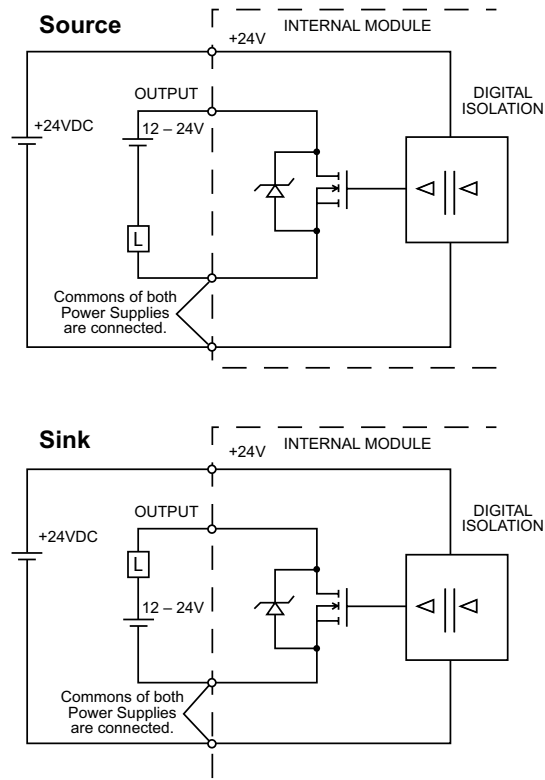 Source
INTERNAL MODULE
+24V
OUTPUT
DIGITAL
ISOLATION
+24VDC
12 – 24V
L
Commons of both
Power Supplies
are connected.
Sink
INTERNAL MODULE
+24V
OUTPUT
DIGITAL
ISOLATION
+24VDC
L
12 – 24V
Commons of both
Power Supplies
are connected.